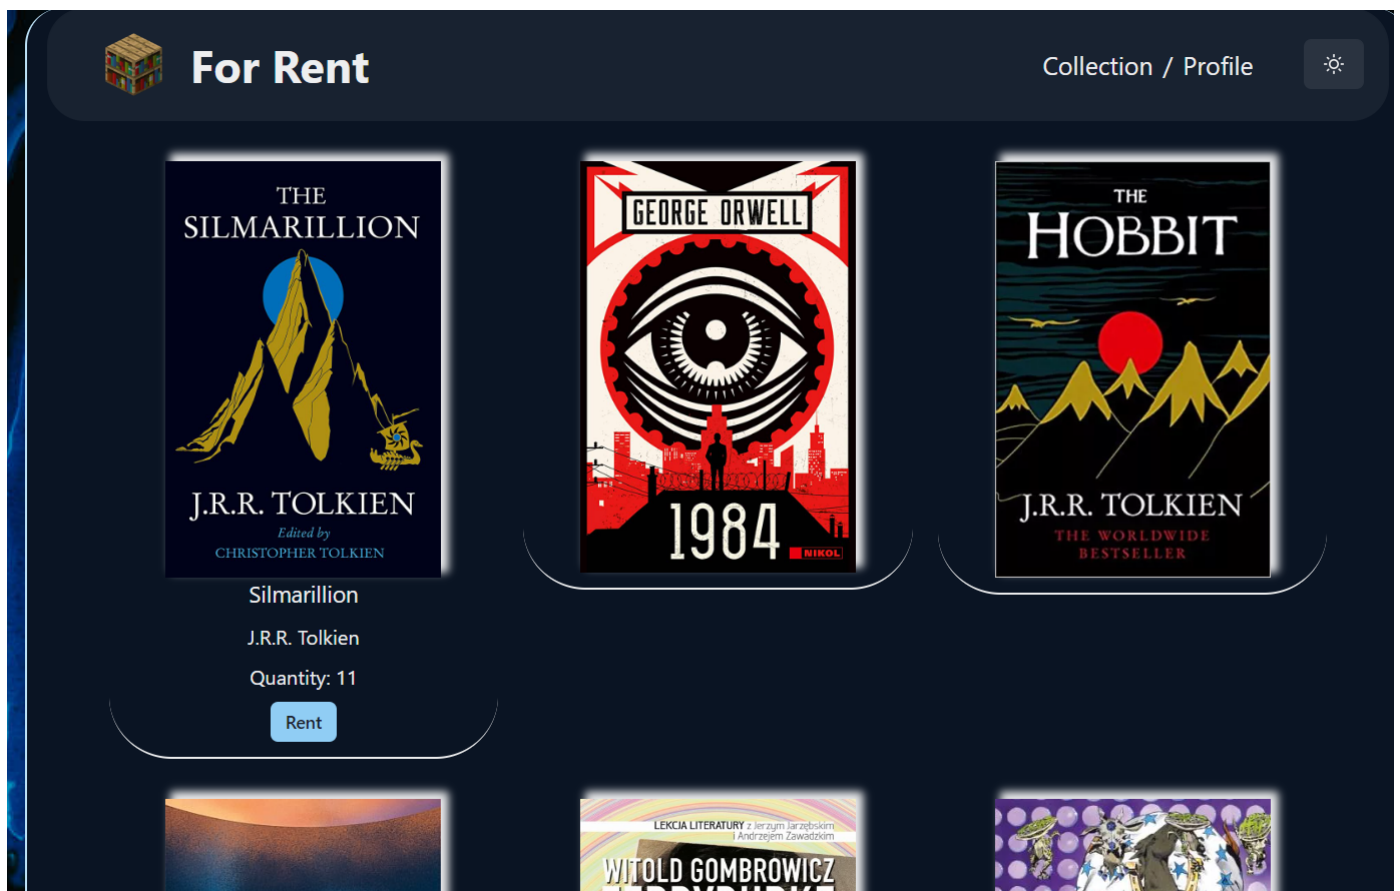 For Rent
Collection / Profile
THE
SILMARILLION
J.R.R. TOLKIEN
Edited by
CHRISTOPHER TOLKIEN
Silmarillion
J.R.R. Tolkien
Quantity: 11
Rent
GEORGE ORWELL
1984
NIKOL
THE
HOBBIT
J.R.R. TOLKIEN
THE WORLDWIDE
BESTSELLER
LEKCJA LITERATURY z Jerzym Jarzębskim
i Andrzejem Zawadzkim
WITOLD GOMBROWICZ